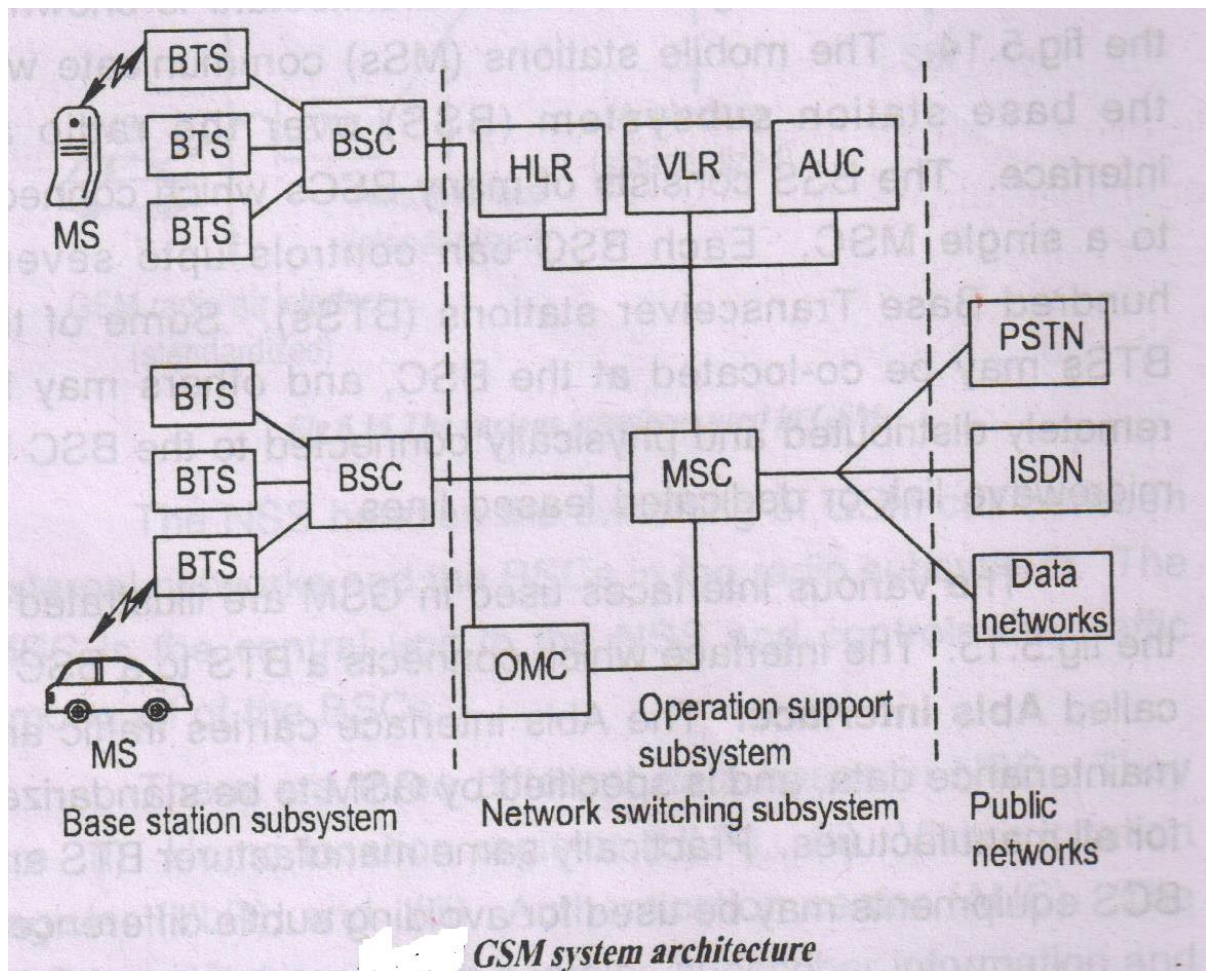 BTS
BTS
BTS
BSC
MS
HLR
VLR
AUC
PSTN
BTS
BTS
BTS
BSC
MSC
ISDN
Data
networks
OMC
MS
Operation support
subsystem
Base station subsystem
Network switching subsystem
Public
networks
GSM system architecture
the fig.5.14. The mobile stations (MSs) communicate
the base station subsystem (BSS) over the radio
interface. The BSS consists of many BSCs which
to a single MSC. Each BSC can controls upto
hundred Base Transceiver stations (BTSs). Some of
BTSs may be co-located at the BSC, and others may
remotely distributed and physically connected to the BSC
microwave link or dedicated leased lines.
The various interfaces used in GSM are illustrated
the fig.5.15. The interface which connects a BTS to a BSC
called Abis interface. The Abis interface carries traffic
maintenance data, and is specified by GSM to be standarized
for all manufactures. Practically same manufacturer BTS
BCS equipments may be used for avoiding subtle